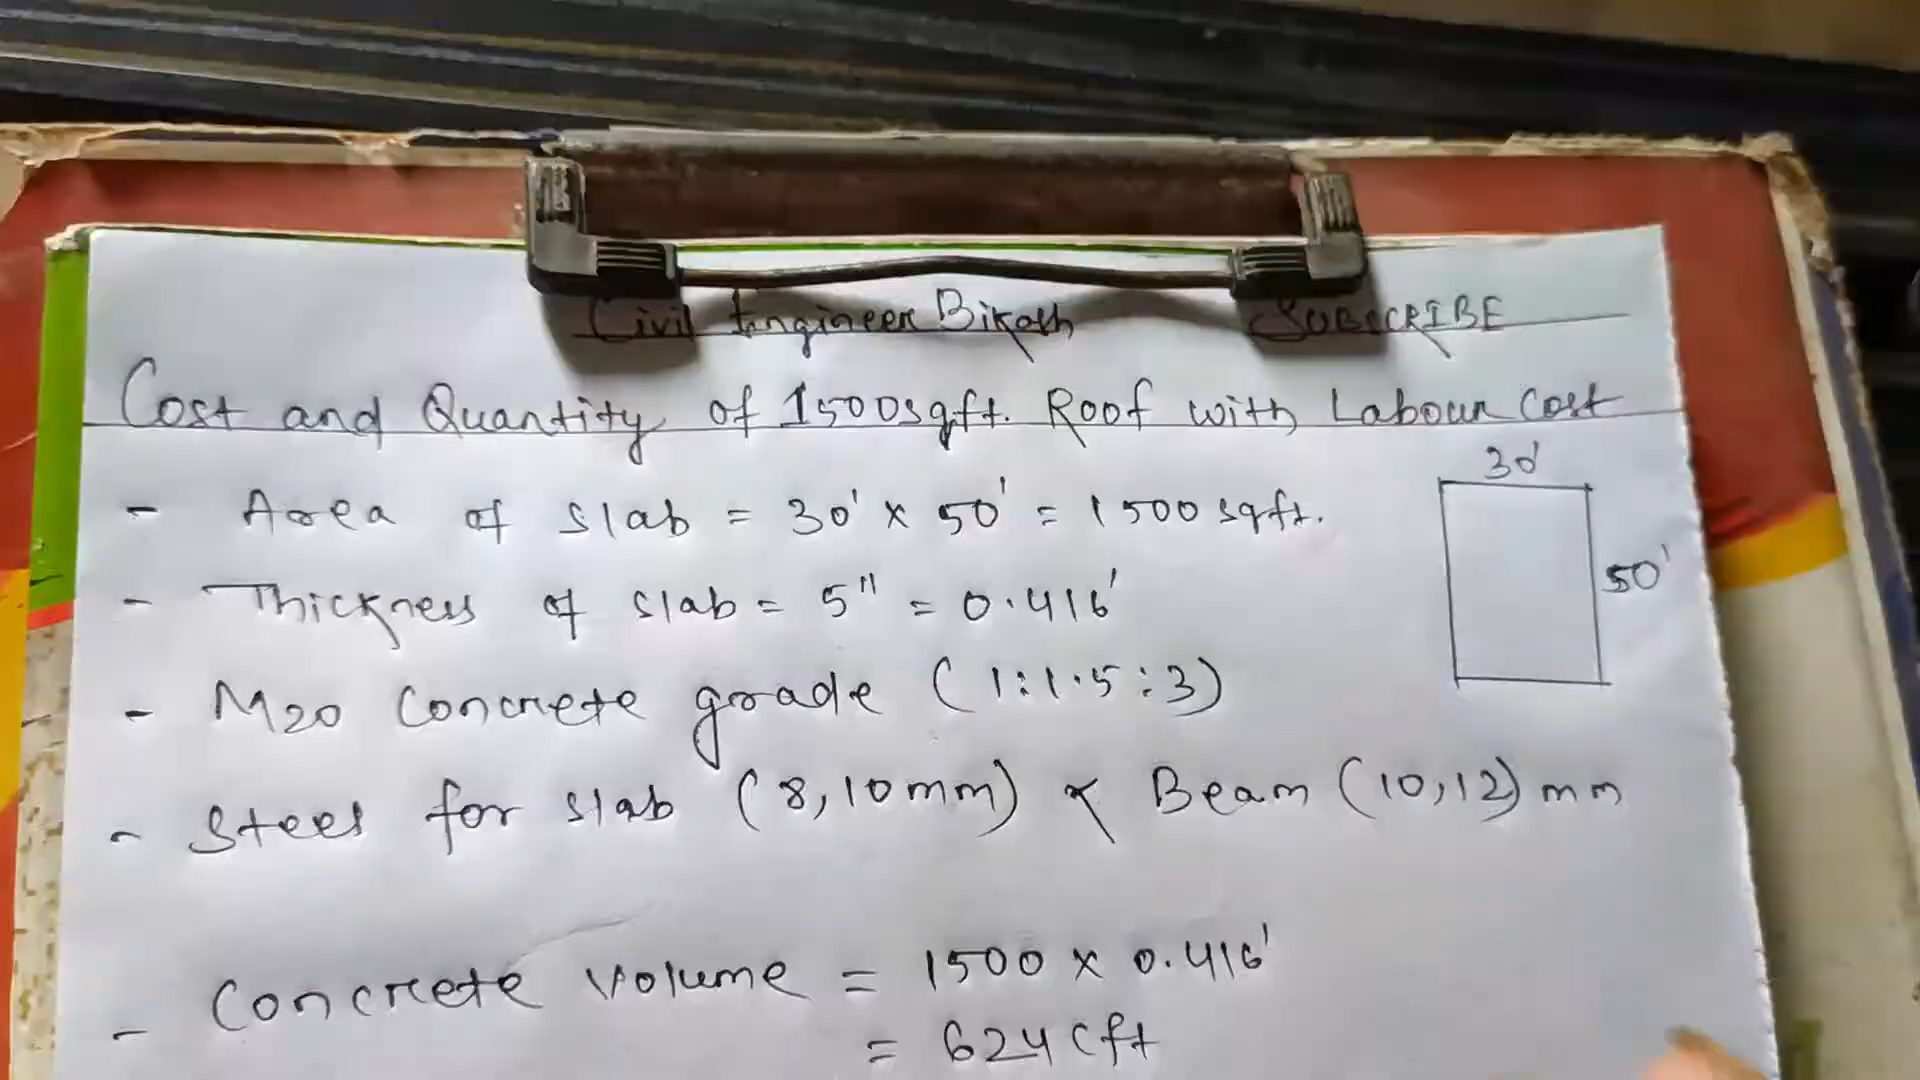 Civil Engineer Bikash SUBSCRIBE
Cost and Quantity of 1500sqft. Roof with Labour Cost
30'
- Area of slab = 30' x 50' = 1500 sqft.
50'
- Thickness of slab = 5" = 0.416'
- M20 Concrete grade (1:1.5:3)
- Steel for slab (8,10mm) & Beam (10,12) mm
- Concrete Volume = 1500 x 0.416'
= 624 cft